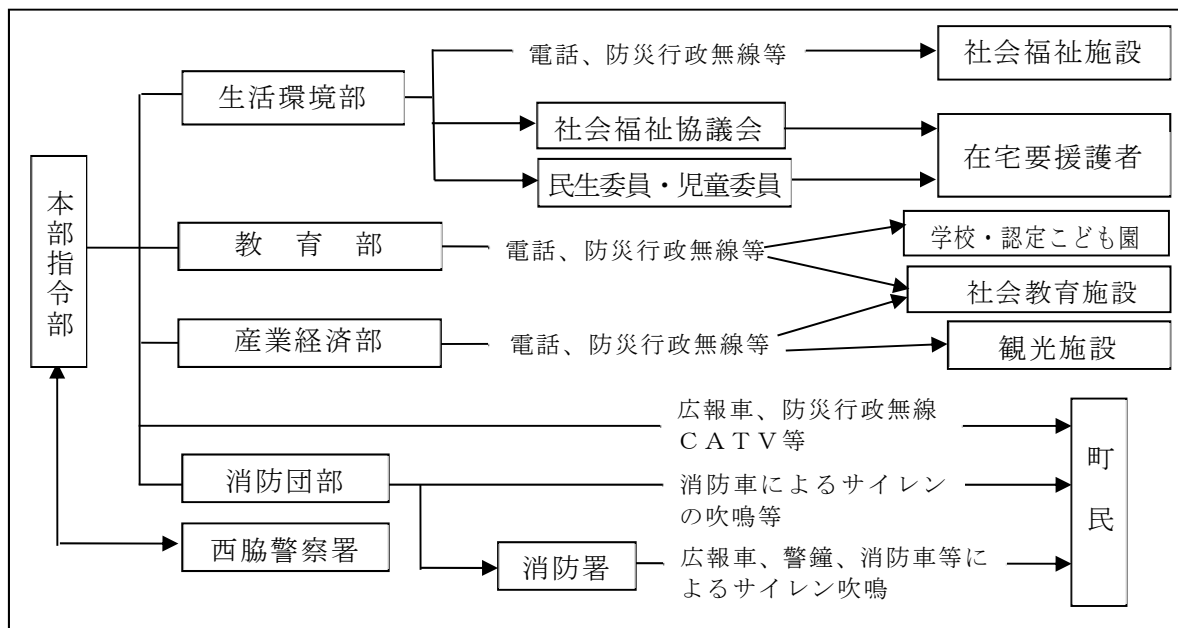 電話、防災行政無線等
社会福祉施設
生活環境部
社会福祉協議会
在宅要援護者
民生委員・児童委員
本部指令部
教育部
電話、防災行政無線等
学校・認定こども園
社会教育施設
産業経済部
電話、防災行政無線等
観光施設
広報車、防災行政無線
CATV等
町民
消防団部
消防車によるサイレン
の吹鳴等
西脇警察署
消防署
広報車、警鐘、消防車等に
よるサイレン吹鳴